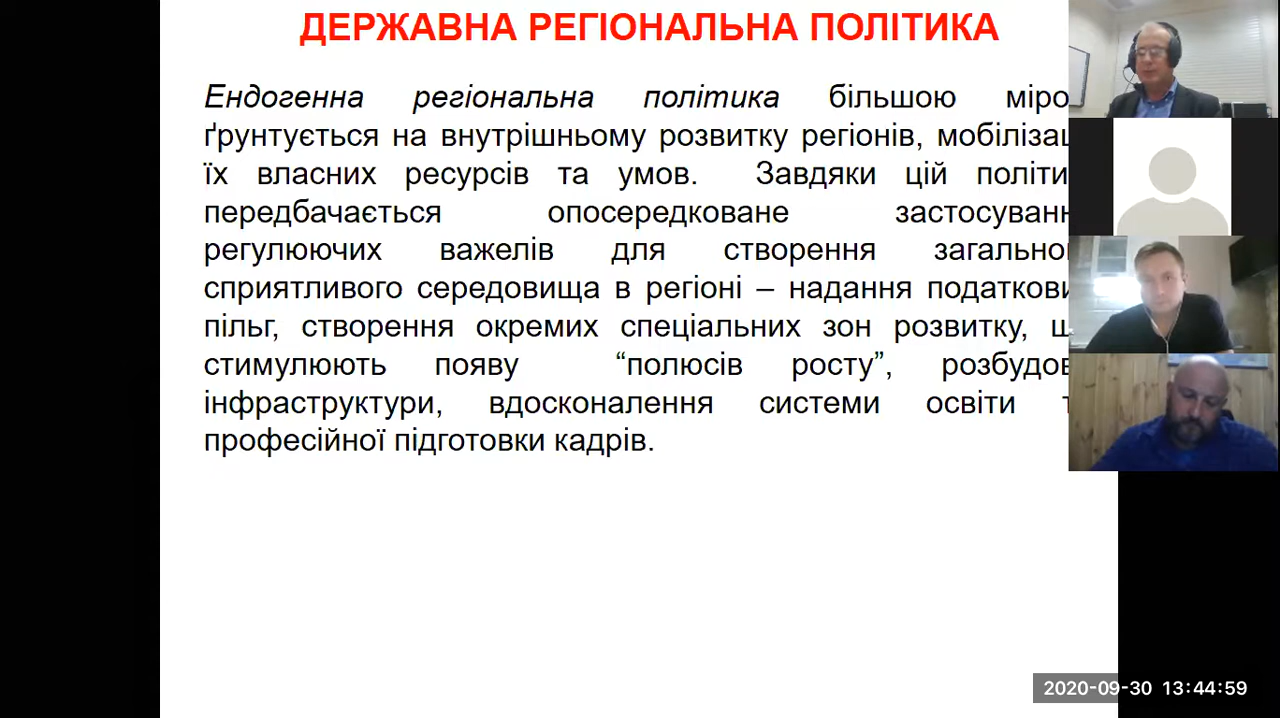 ДЕРЖАВНА РЕГІОНАЛЬНА ПОЛІТИКА
Ендогенна регіональна політика більшою
ґрунтується на внутрішньому розвитку регіонів,
їх власних ресурсів та умов. Завдяки цій
передбачається опосередковане
регулюючих важелів для створення
сприятливого середовища в регіоні – надання
пільг, створення окремих спеціальних зон розвитку,
стимулюють появу “полюсів росту”,
інфраструктури, вдосконалення системи освіти
професійної підготовки кадрів.
2020-09-30 13:44:59